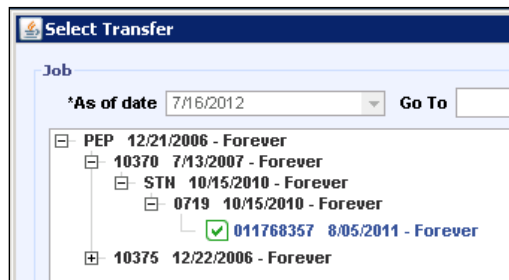 Select Transfer
Job
*As of date 7/16/2012 Go To
PEP 12/21/2006 - Forever
10370 7/13/2007 - Forever
STN 10/15/2010 - Forever
0719 10/15/2010 - Forever
011768357 8/05/2011 - Forever
10375 12/22/2006 - Forever